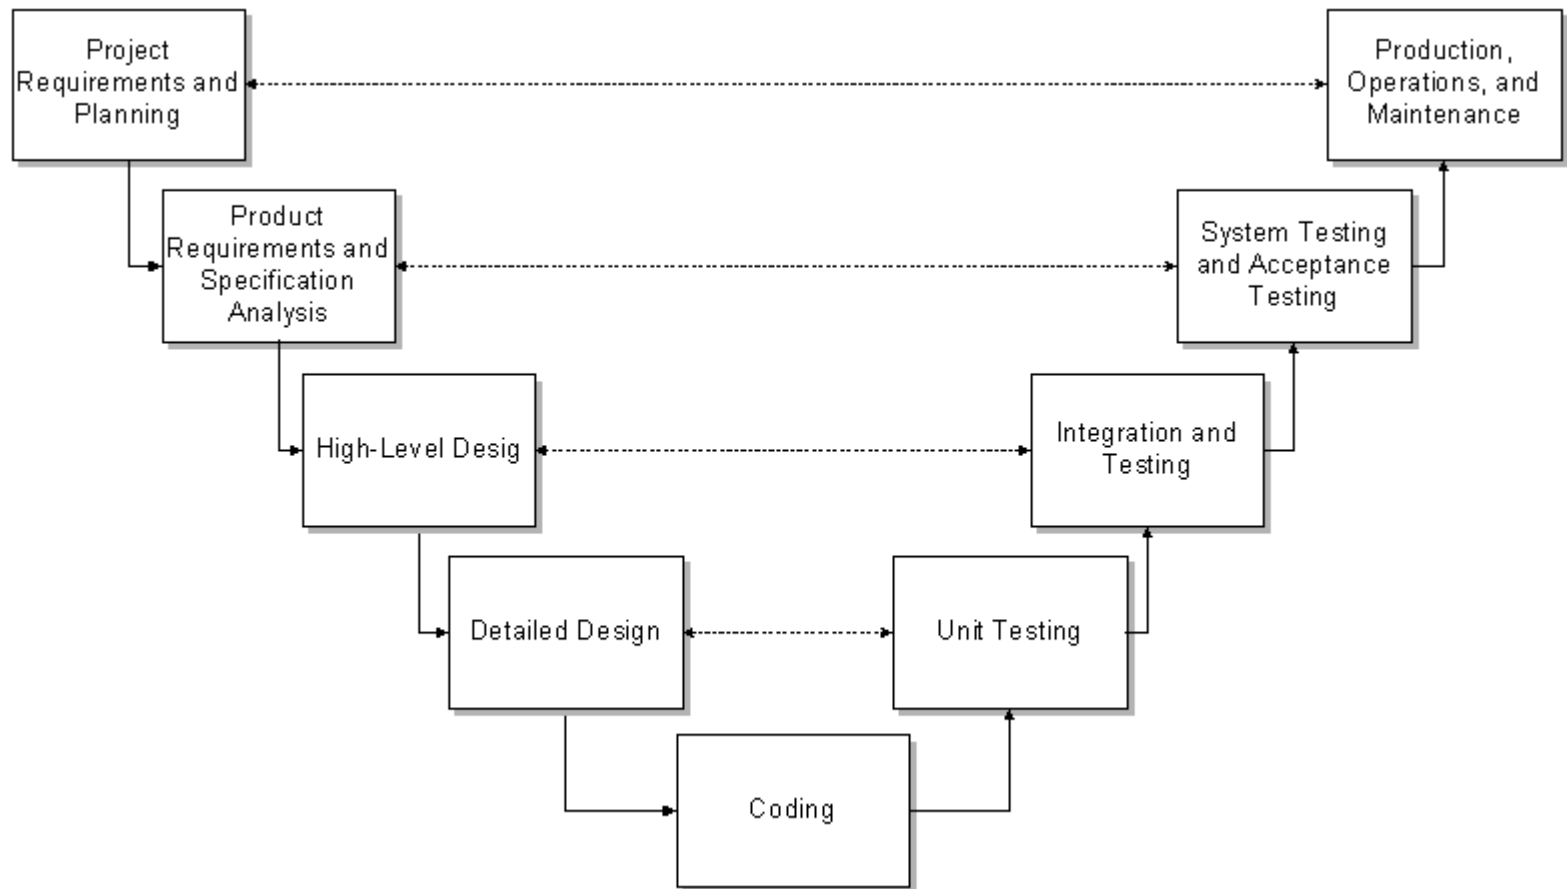 Project
Requirements and
Planning
Production,
Operations, and
Maintenance
Product
Requirements and
Specification
Analysis
System Testing
and Acceptance
Testing
High-Level Desig
Integration and
Testing
Detailed Design
Unit Testing
Coding